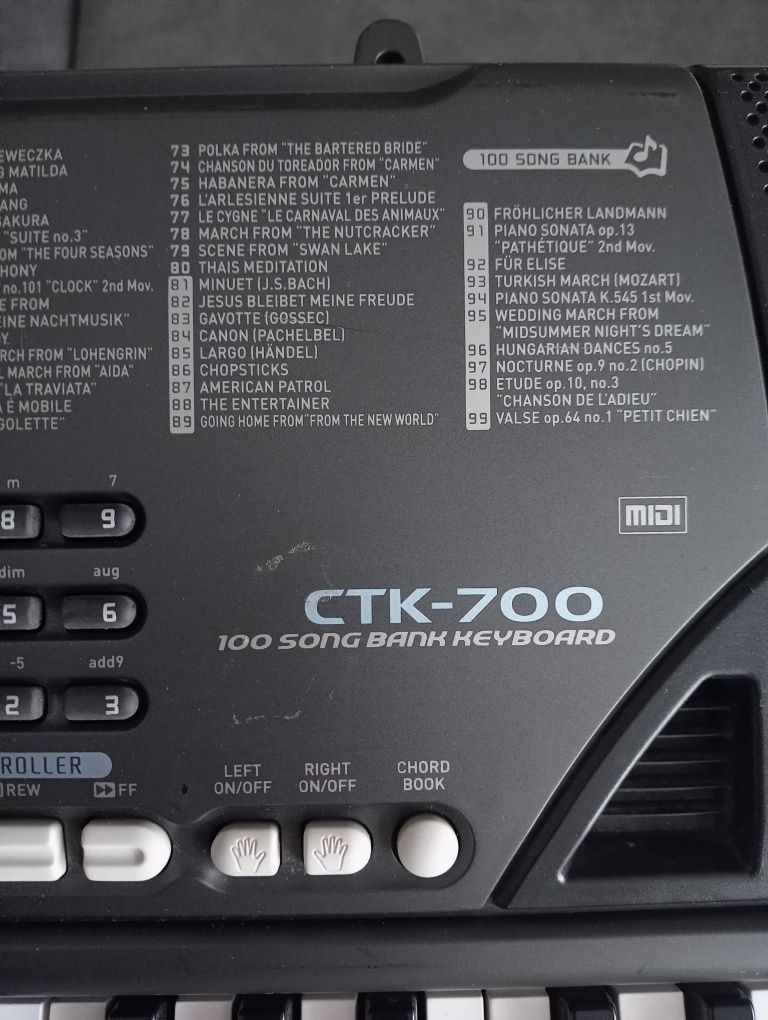 EWECZKA
G MATILDA
MA
ANG
SAKURA
"SUITE no.3"
OM "THE FOUR SEASONS"
HONY
no.101 "CLOCK" 2nd Mov.
E FROM
EINE NACHTMUSIK"
Y
ARCH FROM "LOHENGRIN"
L MARCH FROM "AIDA"
"LA TRAVIATA"
A É MOBILE
GOLETTE"
73 POLKA FROM "THE BARTERED BRIDE"
74 CHANSON DU TOREADOR FROM "CARMEN"
75 HABANERA FROM "CARMEN"
76 L'ARLESIENNE SUITE 1er PRELUDE
77 LE CYGNE "LE CARNAVAL DES ANIMAUX"
78 MARCH FROM "THE NUTCRACKER"
79 SCENE FROM "SWAN LAKE"
80 THAIS MEDITATION
81 MINUET (J.S.BACH)
82 JESUS BLEIBET MEINE FREUDE
83 GAVOTTE (GOSSEC)
84 CANON (PACHELBEL)
85 LARGO (HÄNDEL)
86 CHOPSTICKS
87 AMERICAN PATROL
88 THE ENTERTAINER
89 GOING HOME FROM"FROM THE NEW WORLD"
100 SONG BANK
90 FRÖHLICHER LANDMANN
91 PIANO SONATA op.13
"PATHÉTIQUE" 2nd Mov.
92 FÜR ELISE
93 TURKISH MARCH (MOZART)
94 PIANO SONATA K.545 1st Mov.
95 WEDDING MARCH FROM
"MIDSUMMER NIGHT'S DREAM"
96 HUNGARIAN DANCES no.5
97 NOCTURNE op.9 no.2 (CHOPIN)
98 ETUDE op.10, no.3
"CHANSON DE L'ADIEU"
99 VALSE op.64 no.1 "PETIT CHIEN"
m 7
8 9
MIDI
dim aug
5 6
CTK-700
100 SONG BANK KEYBOARD
-5 add9
2 3
ROLLER
REW FF
LEFT
ON/OFF
RIGHT
ON/OFF
CHORD
BOOK